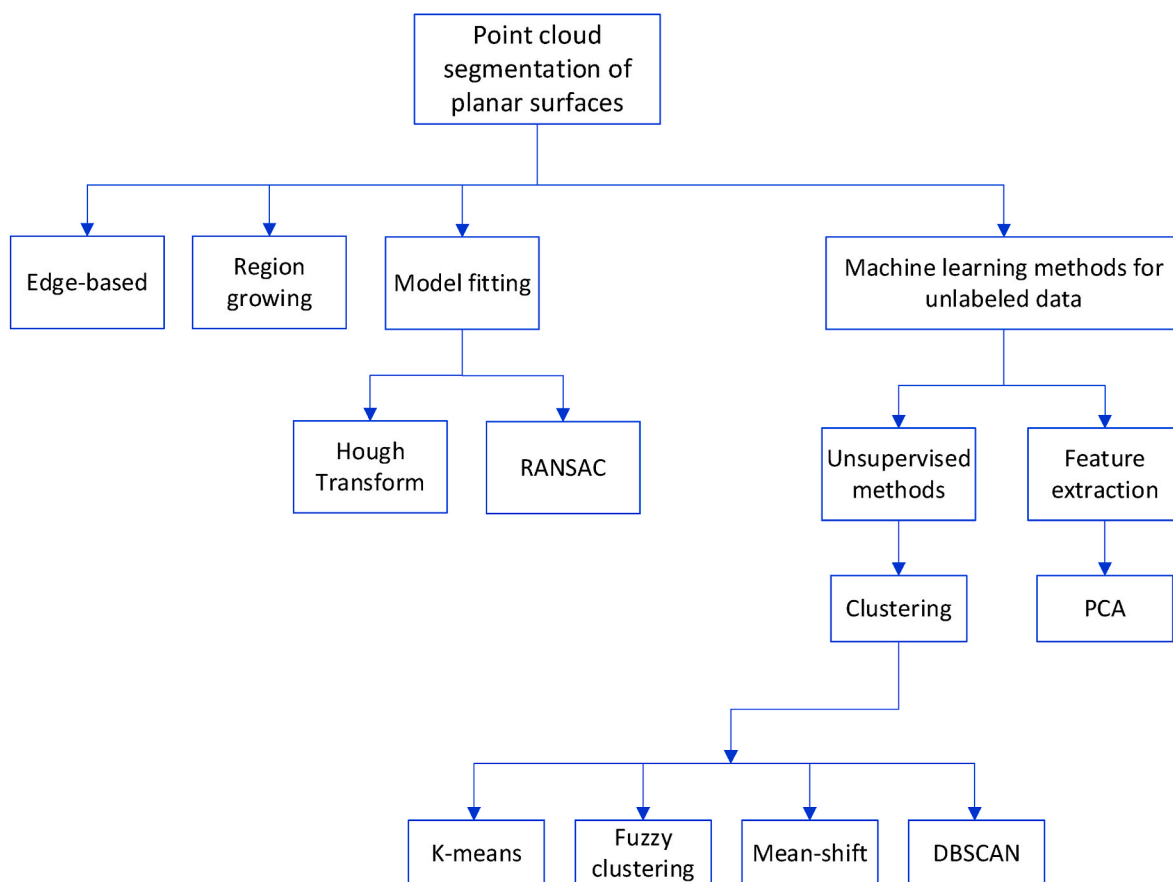 Point cloud
segmentation of
planar surfaces
Edge-based
Region
growing
Model fitting
Machine learning methods for
unlabeled data
Hough
Transform
RANSAC
Unsupervised
methods
Feature
extraction
Clustering
PCA
K-means
Fuzzy
clustering
Mean-shift
DBSCAN